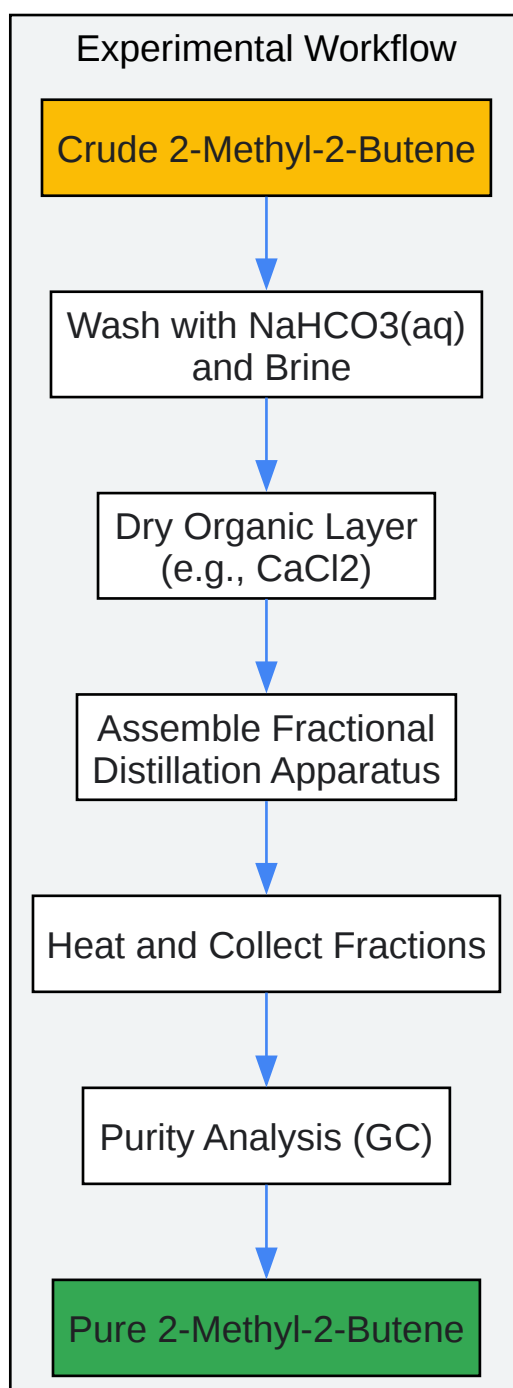 Experimental Workflow
Crude 2-Methyl-2-Butene
Wash with NaHCO3(aq)
and Brine
Dry Organic Layer
(e.g., CaCl2)
Assemble Fractional
Distillation Apparatus
Heat and Collect Fractions
Purity Analysis (GC)
Pure 2-Methyl-2-Butene